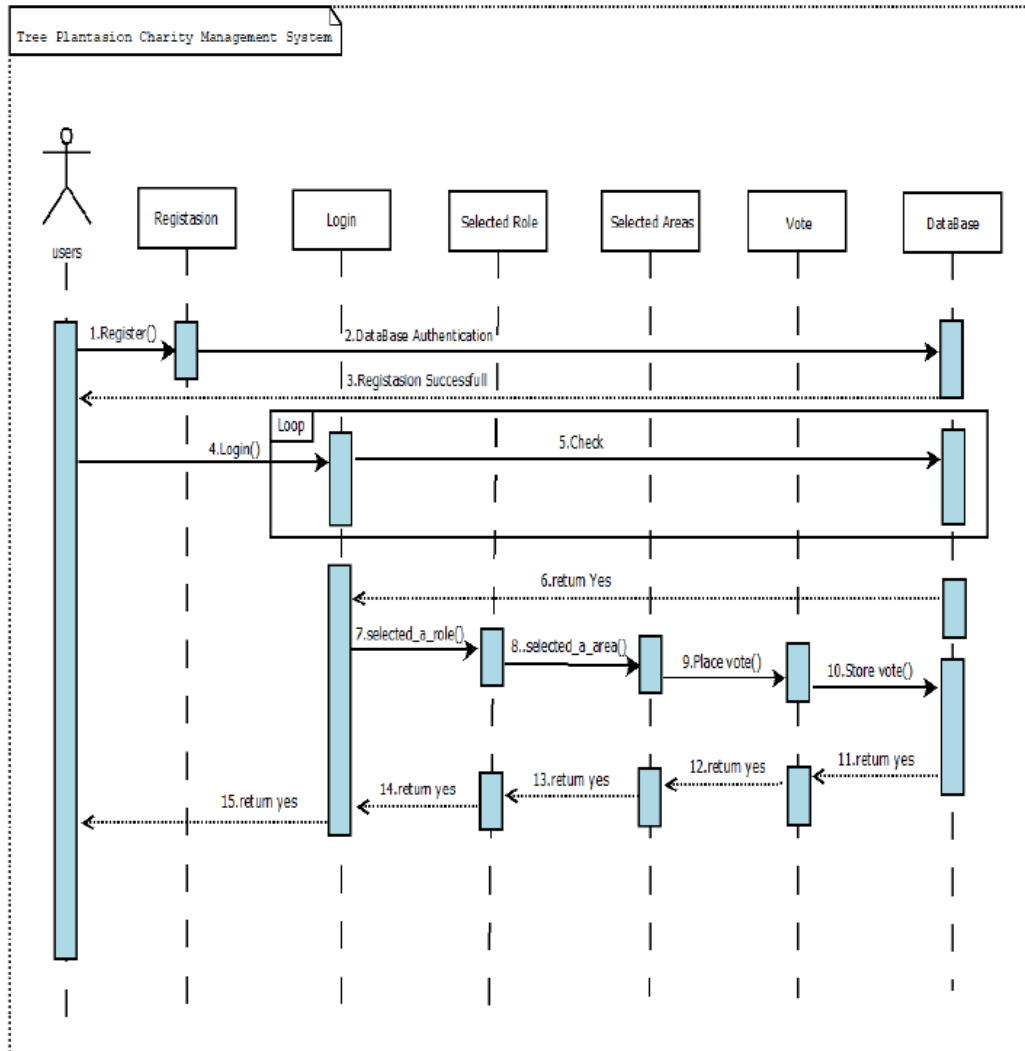 Tree Plantasion Charity Management System
users
Registasion
Login
Selected Role
Selected Areas
Vote
DataBase
1.Register()
2.DataBase Authentication
3.Registasion Successfull
Loop
4.Login()
5.Check
6.return Yes
7.selected_a_role()
8..selected_a_area()
9.Place vote()
10.Store vote()
11.return yes
12.return yes
13.return yes
14.return yes
15.return yes